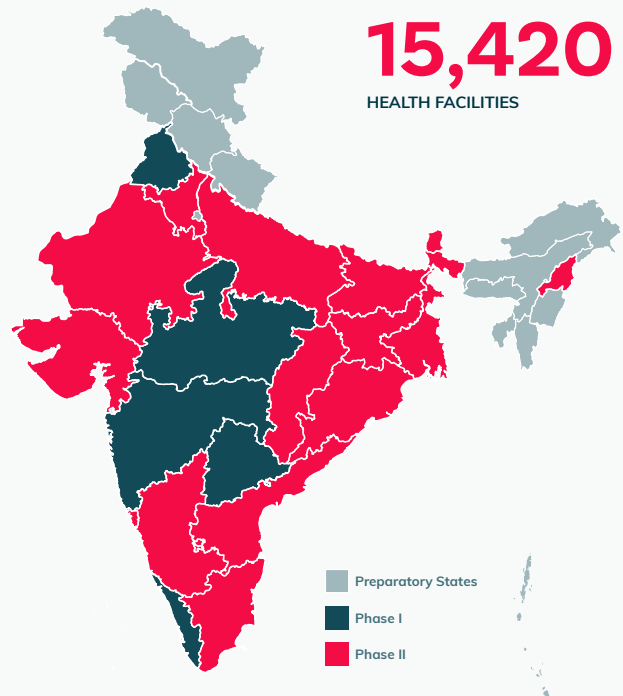 15,420
HEALTH FACILITIES
Preparatory States
Phase I
Phase II